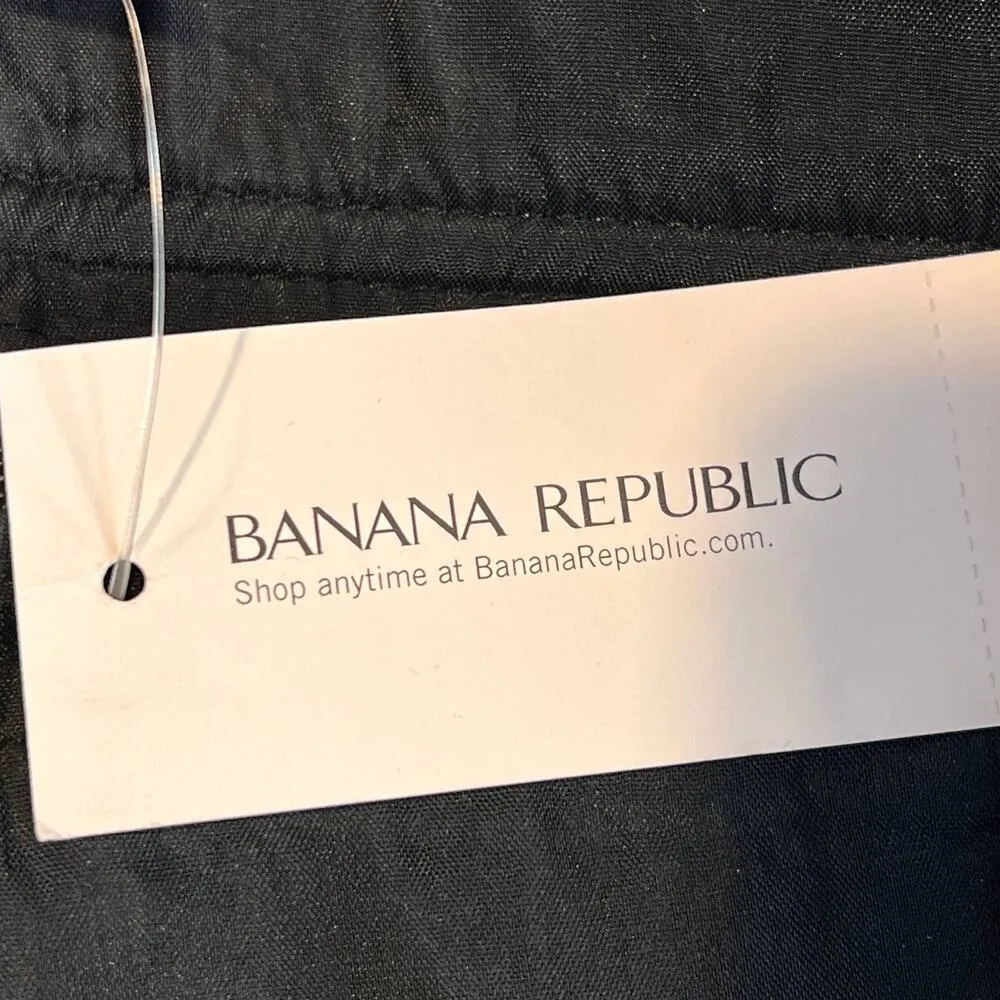 BANANA REPUBLIC
Shop anytime at BananaRepublic.com.